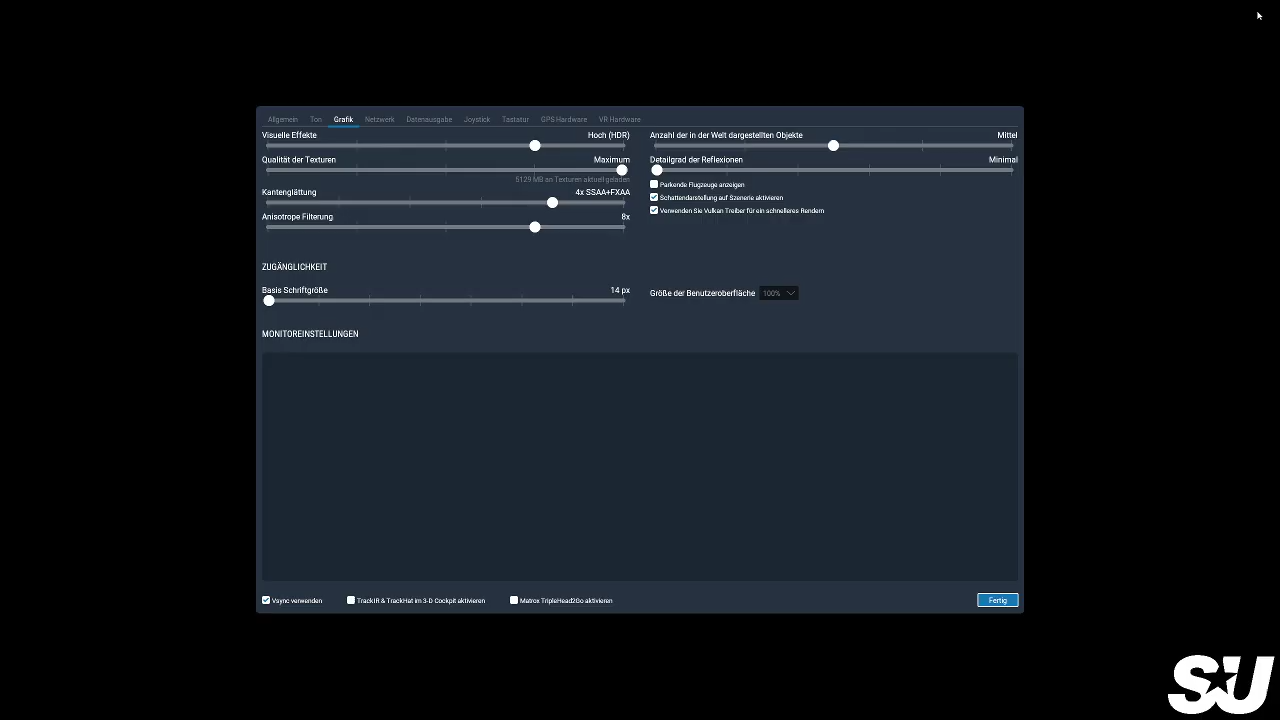 Allgemein Ton Grafik Netzwerk Datenausgabe Joystick Tastatur GPS Hardware VR Hardware
Visuelle Effekte Hoch (HDR)
Qualität der Texturen Maximum
5129 MB an Texturen aktuell geladen
Kantenglättung 4x SSAA+FXAA
Anisotrope Filterung 8x
Anzahl der in der Welt dargestellten Objekte Mittel
Detailgrad der Reflexionen Minimal
Parkende Flugzeuge anzeigen
Schattendarstellung auf Szenerie aktivieren
Verwenden Sie Vulkan Treiber für ein schnelleres Rendern
ZUGÄNGLICHKEIT
Basis Schriftgröße 14 px
Größe der Benutzeroberfläche 100%
MONITOREINSTELLUNGEN
Vsync verwenden TrackIR & TrackHat im 3-D Cockpit aktivieren Matrox TripleHead2Go aktivieren Fertig
SU